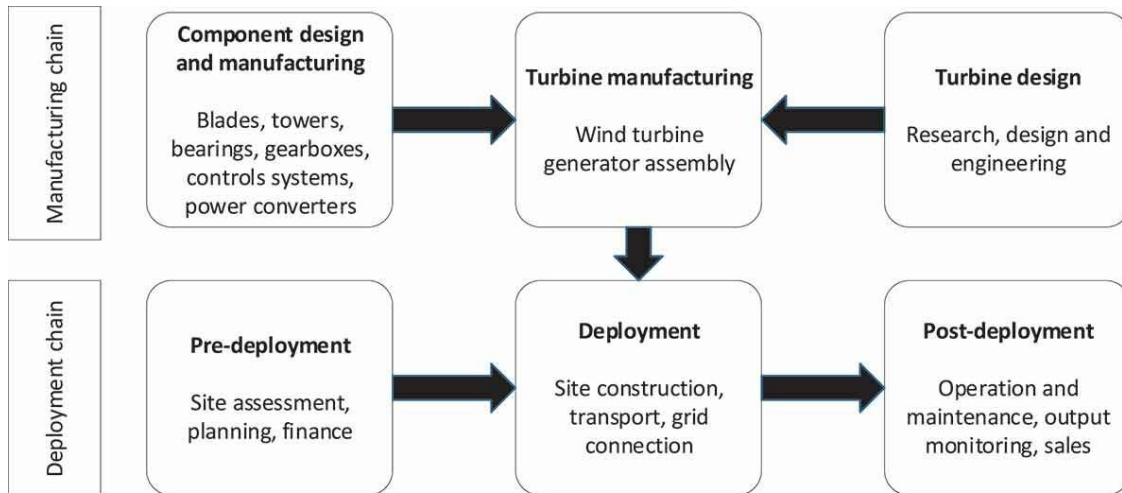 Manufacturing chain
Component design
and manufacturing
Blades, towers,
bearings, gearboxes,
controls systems,
power converters
Turbine manufacturing
Wind turbine
generator assembly
Turbine design
Research, design and
engineering
Deployment chain
Pre-deployment
Site assessment,
planning, finance
Deployment
Site construction,
transport, grid
connection
Post-deployment
Operation and
maintenance, output
monitoring, sales